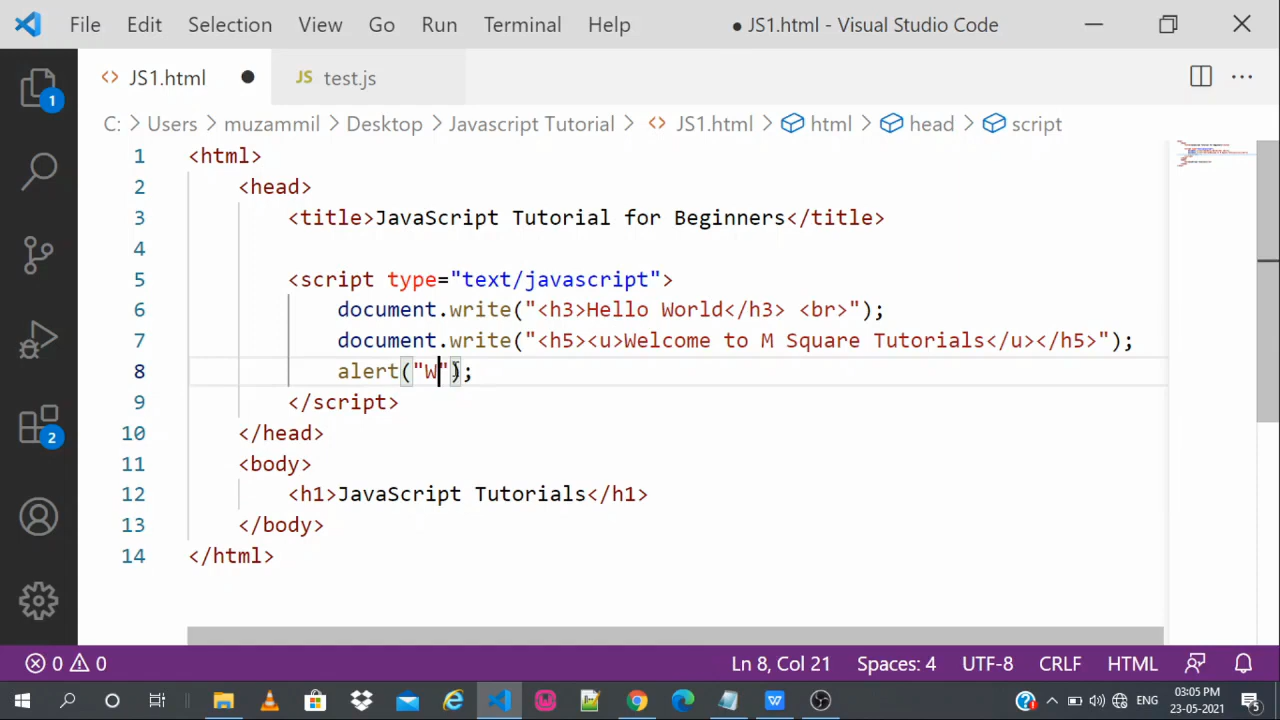 File Edit Selection View Go Run Terminal Help ● JS1.html - Visual Studio Code
JS1.html ● JS test.js
C: > Users > muzammil > Desktop > Javascript Tutorial > JS1.html > html > head > script
1 <html>
2 <head>
3 <title>JavaScript Tutorial for Beginners</title>
4
5 <script type="text/javascript">
6 document.write("<h3>Hello World</h3> <br>");
7 document.write("<h5><u>Welcome to M Square Tutorials</u></h5>");
8 alert("W");
9 </script>
10 </head>
11 <body>
12 <h1>JavaScript Tutorials</h1>
13 </body>
14 </html>
1
2
0 0 Ln 8, Col 21 Spaces: 4 UTF-8 CRLF HTML
ENG 03:05 PM
23-05-2021 5